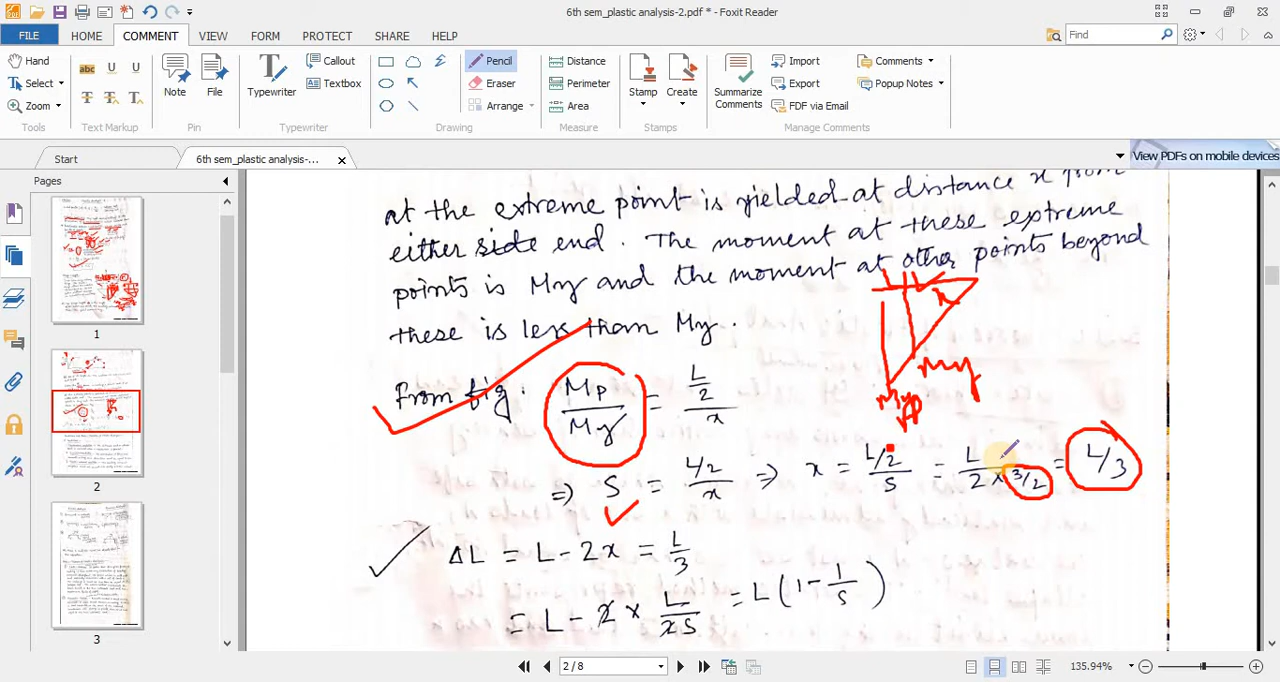 6th sem_plastic analysis-2.pdf * - Foxit Reader
FILE HOME COMMENT VIEW FORM PROTECT SHARE HELP
Find
Hand
Select
Zoom
Tools
abc U U
T T T
Text Markup
Note File
Pin
Typewriter
Callout
Textbox
Typewriter
Pencil
Eraser
Arrange
Drawing
Distance
Perimeter
Area
Measure
Stamp Create
Stamps
Summarize Comments
Import
Export
FDF via Email
Comments
Popup Notes
Manage Comments
Start
6th sem_plastic analysis-...
View PDFs on mobile devices
Pages
1
2
3
at the extreme point is yielded at distance x from
either side end. The moment at these extreme
points is My and the moment at other points beyond
these is less than My.
x
My
From fig. Mp/My = L/2/x
=> S = L/2/x => x = L/2/S = L/2 x 3/2 = L/3
ΔL = L - 2x = L/3
= L - 2 x L/2S = L(1 - 1/S)
2 / 8
135.94%